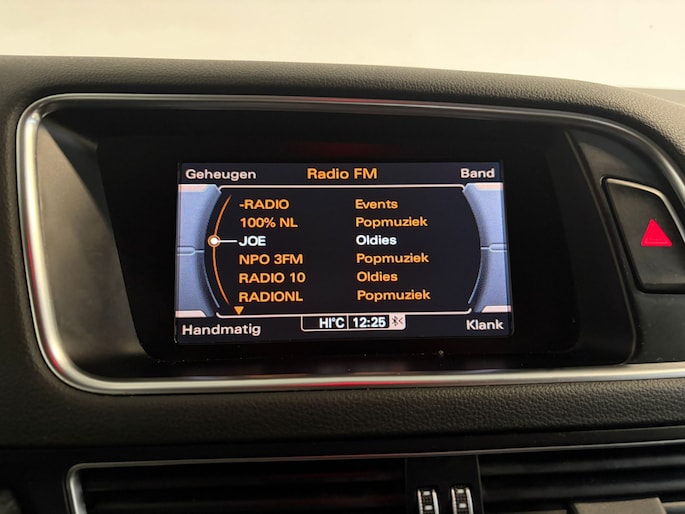 Geheugen Radio FM Band
-RADIO Events
100% NL Popmuziek
JOE Oldies
NPO 3FM Popmuziek
RADIO 10 Oldies
RADIONL Popmuziek
Handmatig HI°C 12:25 Klank